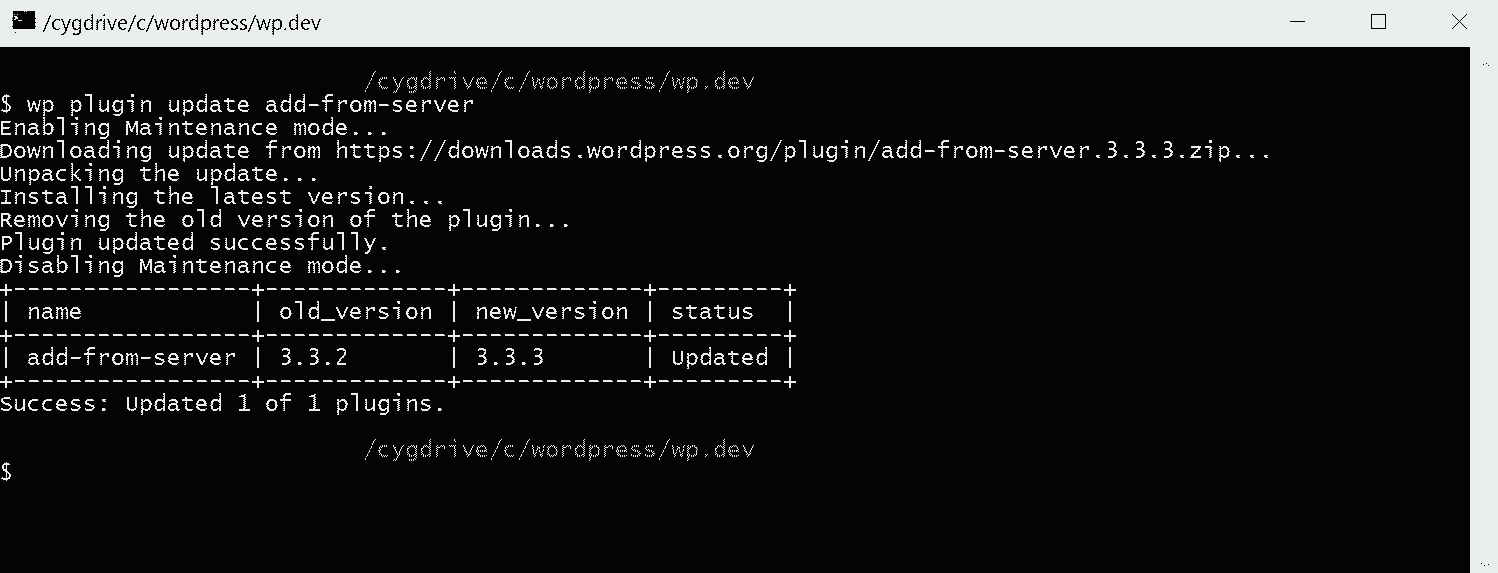 /cygdrive/c/wordpress/wp.dev
/cygdrive/c/wordpress/wp.dev
$ wp plugin update add-from-server
Enabling Maintenance mode...
Downloading update from https://downloads.wordpress.org/plugin/add-from-server.3.3.3.zip...
Unpacking the update...
Installing the latest version...
Removing the old version of the plugin...
Plugin updated successfully.
Disabling Maintenance mode...
+-----------------+-------------+-------------+---------+
| name            | old_version | new_version | status  |
+-----------------+-------------+-------------+---------+
| add-from-server | 3.3.2       | 3.3.3       | Updated |
+-----------------+-------------+-------------+---------+
Success: Updated 1 of 1 plugins.
/cygdrive/c/wordpress/wp.dev
$